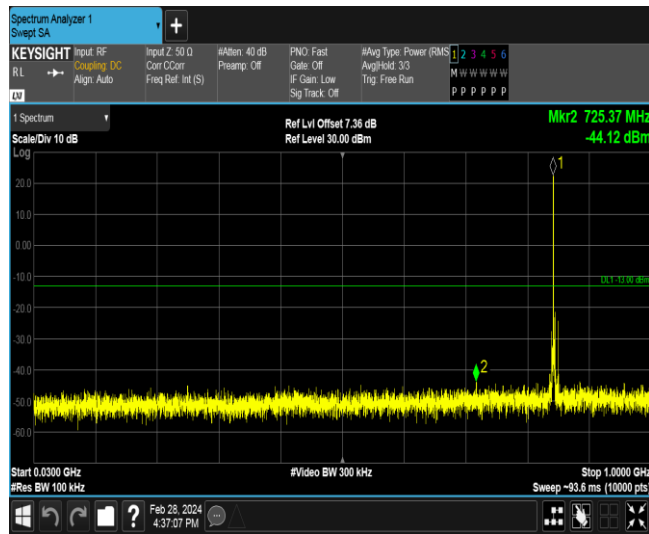 Spectrum Analyzer 1
Swept SA
+
KEYSIGHT
RL
LXI
Input: RF
Coupling: DC
Align: Auto
Input Z: 50 Ω
Corr CCorr
Freq Ref: Int (S)
#Atten: 40 dB
Preamp: Off
PNO: Fast
Gate: Off
IF Gain: Low
Sig Track: Off
#Avg Type: Power (RMS
Avg|Hold: 3/3
Trig: Free Run
1 2 3 4 5 6
M W W W W W
P P P P P P
1 Spectrum
Scale/Div 10 dB
Log
Ref Lvl Offset 7.36 dB
Ref Level 30.00 dBm
Mkr2 725.37 MHz
-44.12 dBm
1
20.0
10.0
0.00
-10.0
DL1 -13.00 dBm
-20.0
-30.0
-40.0
2
-50.0
-60.0
Start 0.0300 GHz
#Res BW 100 kHz
#Video BW 300 kHz
Stop 1.0000 GHz
Sweep ~93.6 ms (10000 pts)
?
Feb 28, 2024
4:37:07 PM